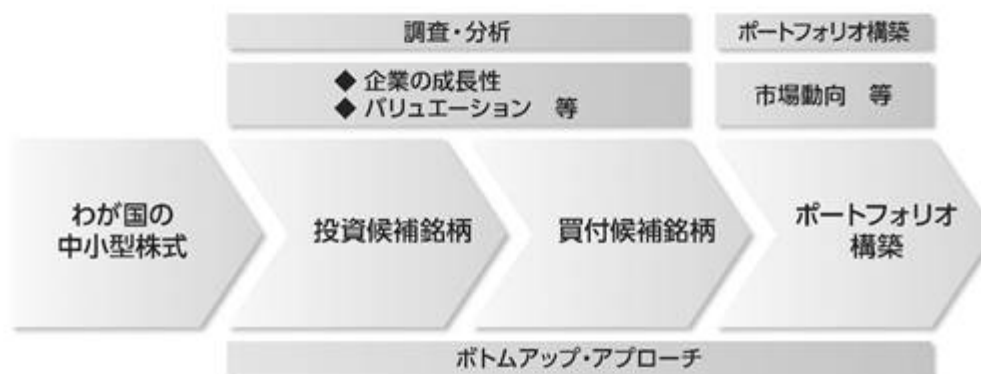 調査・分析
ポートフォリオ構築
◆ 企業の成長性
◆ バリュエーション 等
市場動向 等
わが国の
中小型株式
投資候補銘柄
買付候補銘柄
ポートフォリオ
構築
ボトムアップ・アプローチ